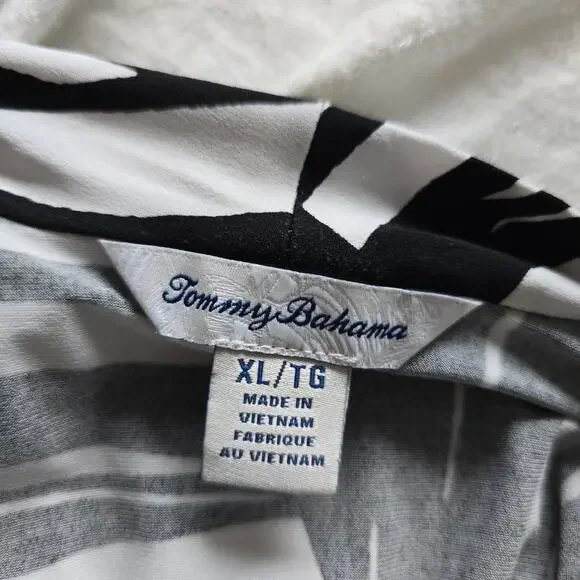 Tommy Bahama
XL/TG
MADE IN
VIETNAM
FABRIQUE
AU VIETNAM